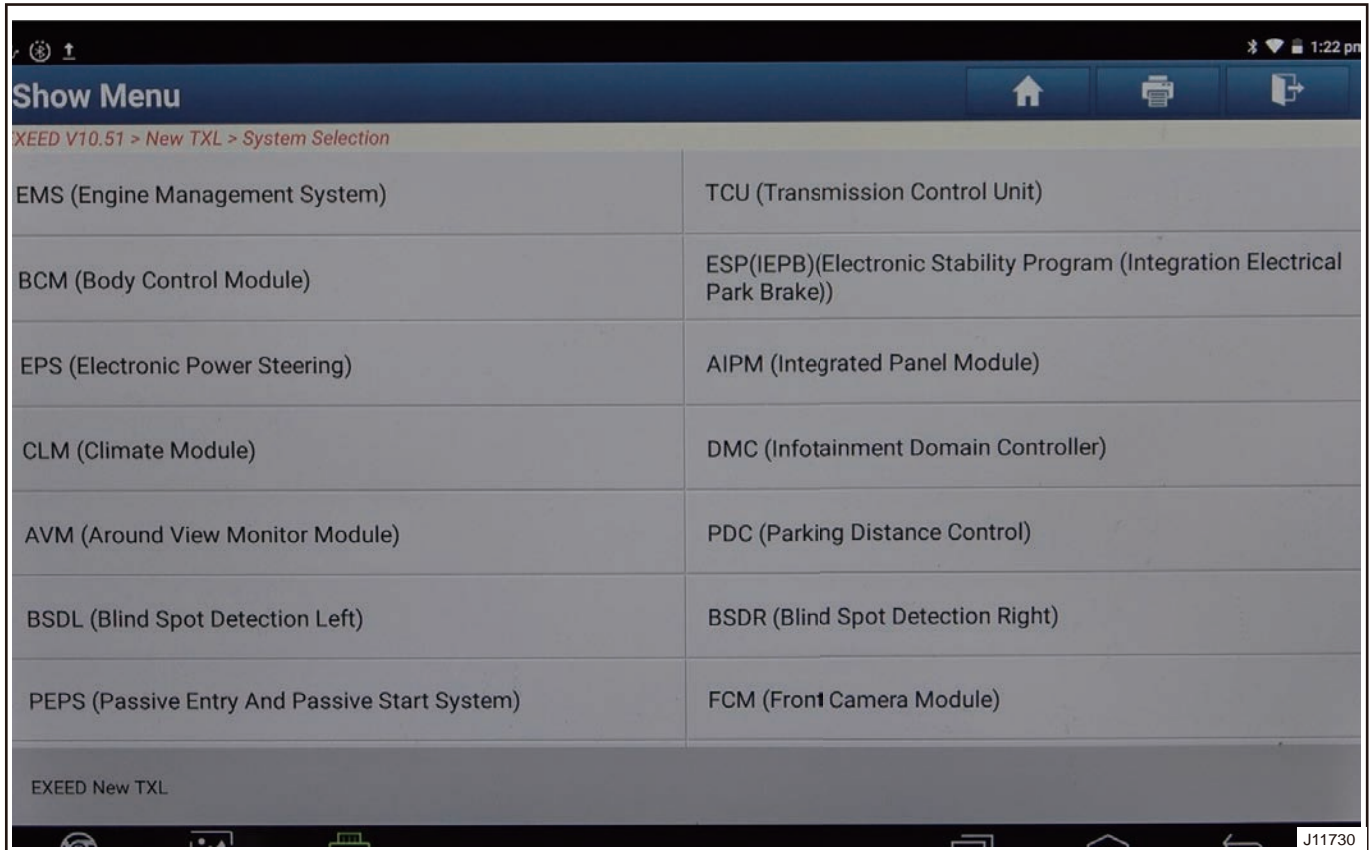 1:22 pm
Show Menu
XEED V10.51 > New TXL > System Selection
EMS (Engine Management System)
TCU (Transmission Control Unit)
BCM (Body Control Module)
ESP(IEPB)(Electronic Stability Program (Integration Electrical
Park Brake))
EPS (Electronic Power Steering)
AIPM (Integrated Panel Module)
CLM (Climate Module)
DMC (Infotainment Domain Controller)
AVM (Around View Monitor Module)
PDC (Parking Distance Control)
BSDL (Blind Spot Detection Left)
BSDR (Blind Spot Detection Right)
PEPS (Passive Entry And Passive Start System)
FCM (Front Camera Module)
EXEED New TXL
J11730